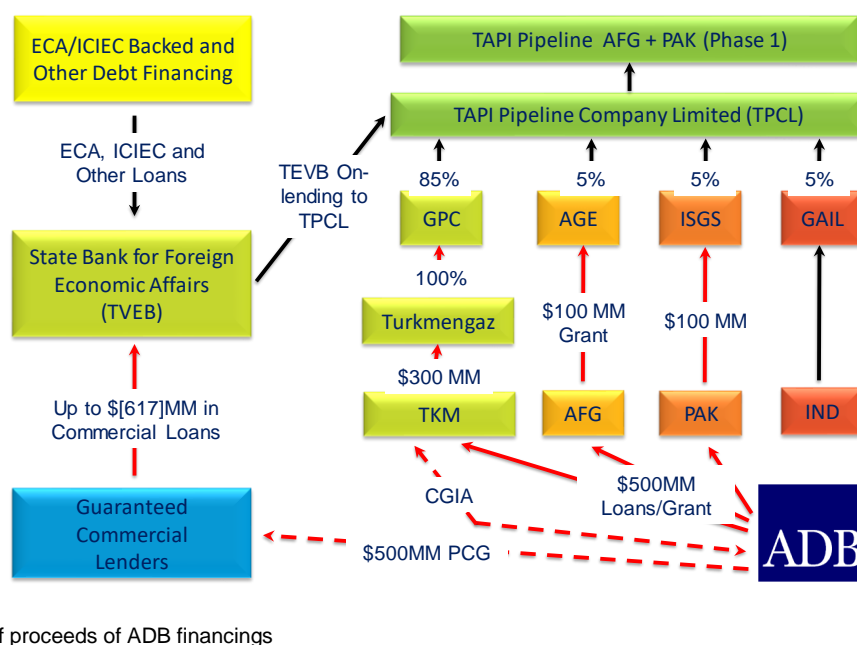 ECA/ICIEC Backed and
Other Debt Financing
TAPI Pipeline AFG + PAK (Phase 1)
TAPI Pipeline Company Limited (TPCL)
ECA, ICIEC and
Other Loans
TEVB On-
lending to
TPCL
85%
5%
5%
5%
GPC
AGE
ISGS
GAIL
State Bank for Foreign
Economic Affairs
(TVEB)
100%
Turkmengaz
$100 MM
Grant
$100 MM
$300 MM
Up to $[617]MM in
Commercial Loans
TKM
AFG
PAK
IND
CGIA
$500MM
Loans/Grant
Guaranteed
Commercial
Lenders
$500MM PCG
ADB
f proceeds of ADB financings